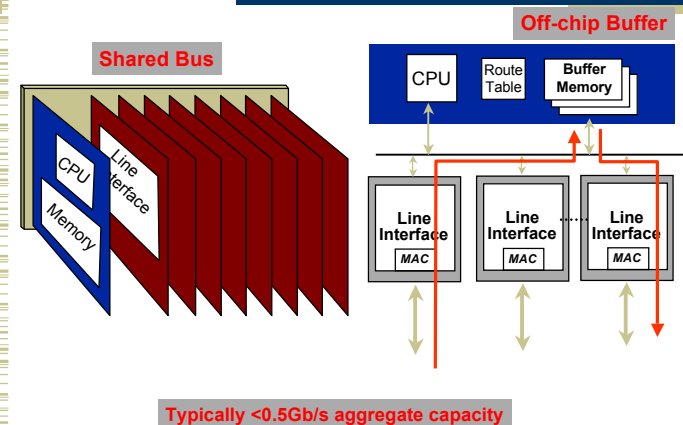 Off-chip Buffer
Shared Bus
CPU
Route
Table
Buffer
Memory
CPU
Memory
Line
Interface
Line
Interface
MAC
Line
Interface
MAC
......
Line
Interface
MAC
Typically <0.5Gb/s aggregate capacity